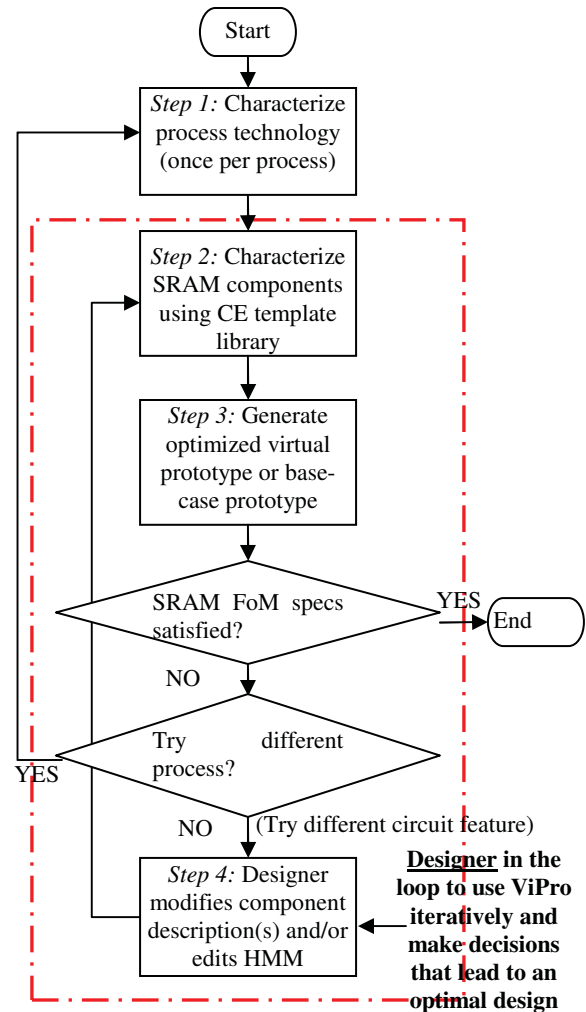 Start
Step 1: Characterize
process technology
(once per process)
Step 2: Characterize
SRAM components
using CE template
library
Step 3: Generate
optimized virtual
prototype or base-
case prototype
SRAM FoM specs
satisfied?
YES
End
NO
Try different
process?
YES
NO
(Try different circuit feature)
Step 4: Designer
modifies component
description(s) and/or
edits HMM
Designer in the
loop to use ViPro
iteratively and
make decisions
that lead to an
optimal design